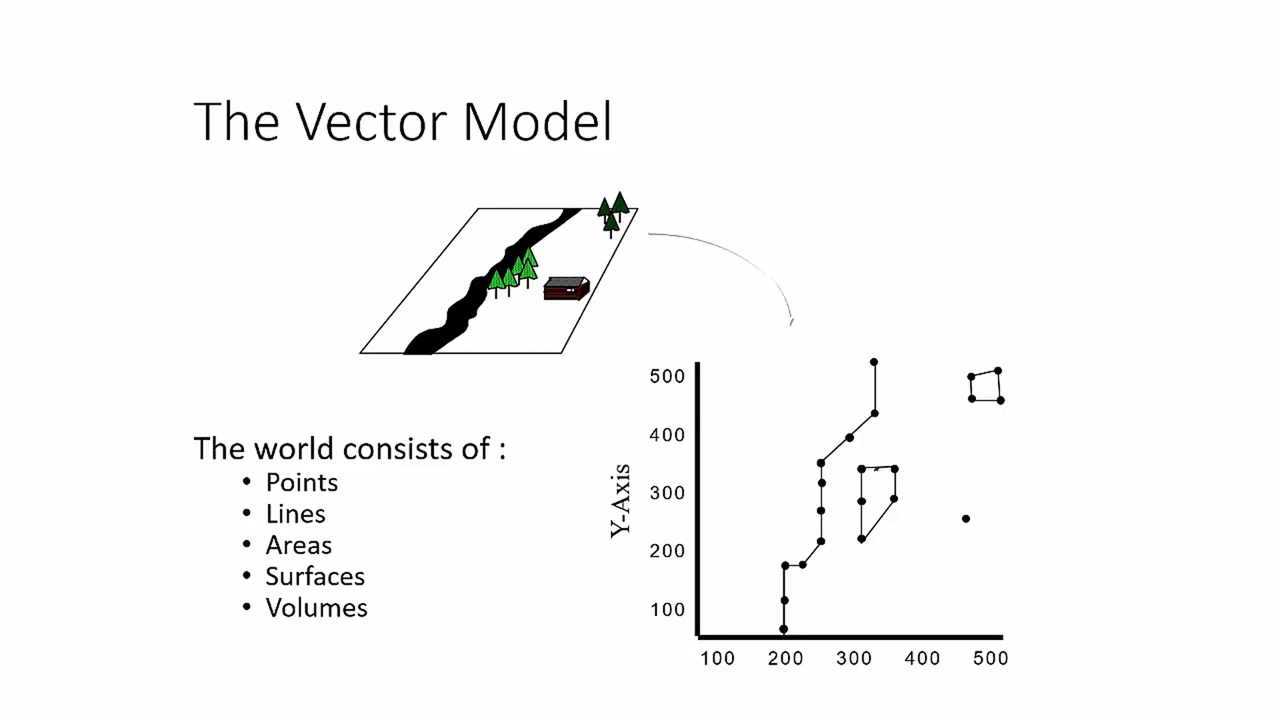 The Vector Model
The world consists of :
• Points
• Lines
• Areas
• Surfaces
• Volumes
Y-Axis
500
400
300
200
100
100 200 300 400 500